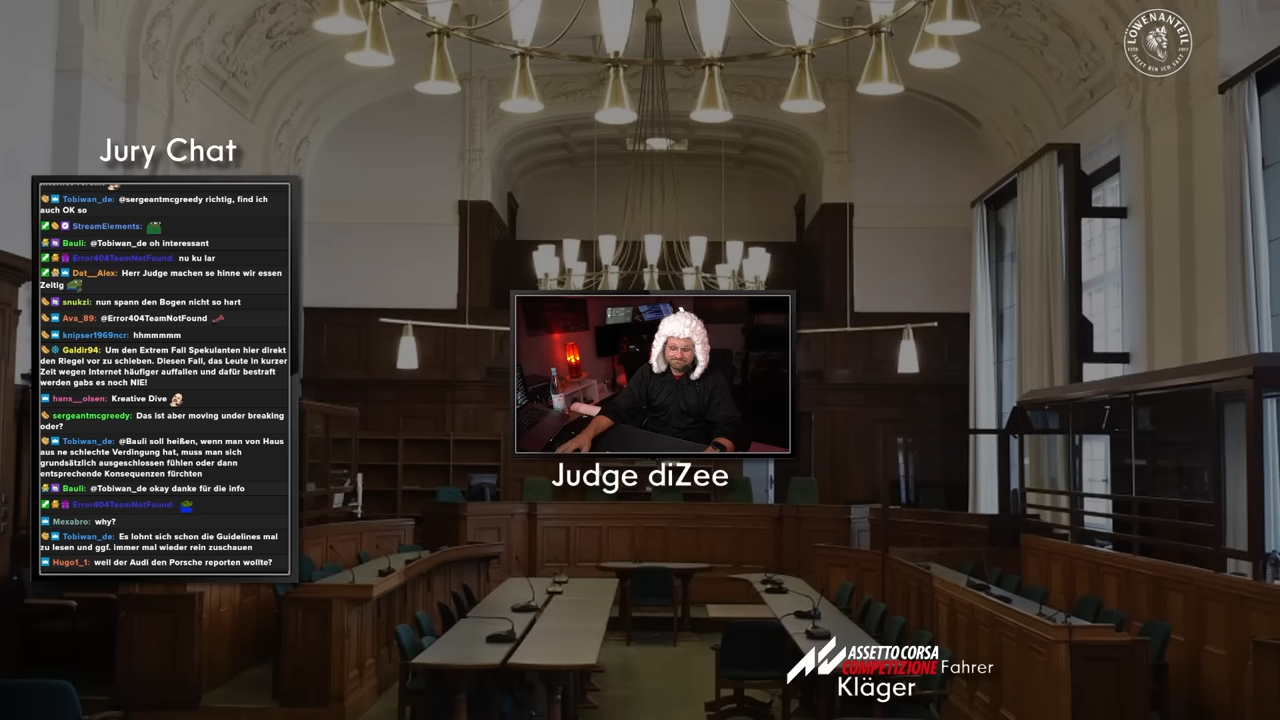 LÖWENANTEIL
JETZT BIN ICH SATT
Jury Chat
Tobiwan_de: @sergeantmcgreedy richtig, find ich
auch OK so
StreamElements:
Bauli: @Tobiwan_de oh interessant
Error404TeamNotFound: nu ku lar
Dat__Alex: Herr Judge machen se hinne wir essen
Zeitig
snukzi: nun spann den Bogen nicht so hart
Ava_89: @Error404TeamNotFound
knipser1969ncr: hhmmmmm
Galdir94: Um den Extrem Fall Spekulanten hier direkt
den Riegel vor zu schieben. Diesen Fall, das Leute in kurzer
Zeit wegen Internet häufiger auffallen und dafür bestraft
werden gabs es noch NIE!
hans__olsen: Kreative Dive
sergeantmcgreedy: Das ist aber moving under breaking
oder?
Tobiwan_de: @Bauli soll heißen, wenn man von Haus
aus ne schlechte Verdingung hat, muss man sich
grundsätzlich ausgeschlossen fühlen oder dann
entsprechende Konsequenzen fürchten
Bauli: @Tobiwan_de okay danke für die info
Error404TeamNotFound:
Mexabro: why?
Tobiwan_de: Es lohnt sich schon die Guidelines mal
zu lesen und ggf. immer mal wieder rein zuschauen
Hugo1_1: weil der Audi den Porsche reporten wollte?
Judge diZee
ASSETTO CORSA
COMPETIZIONE Fahrer
Kläger